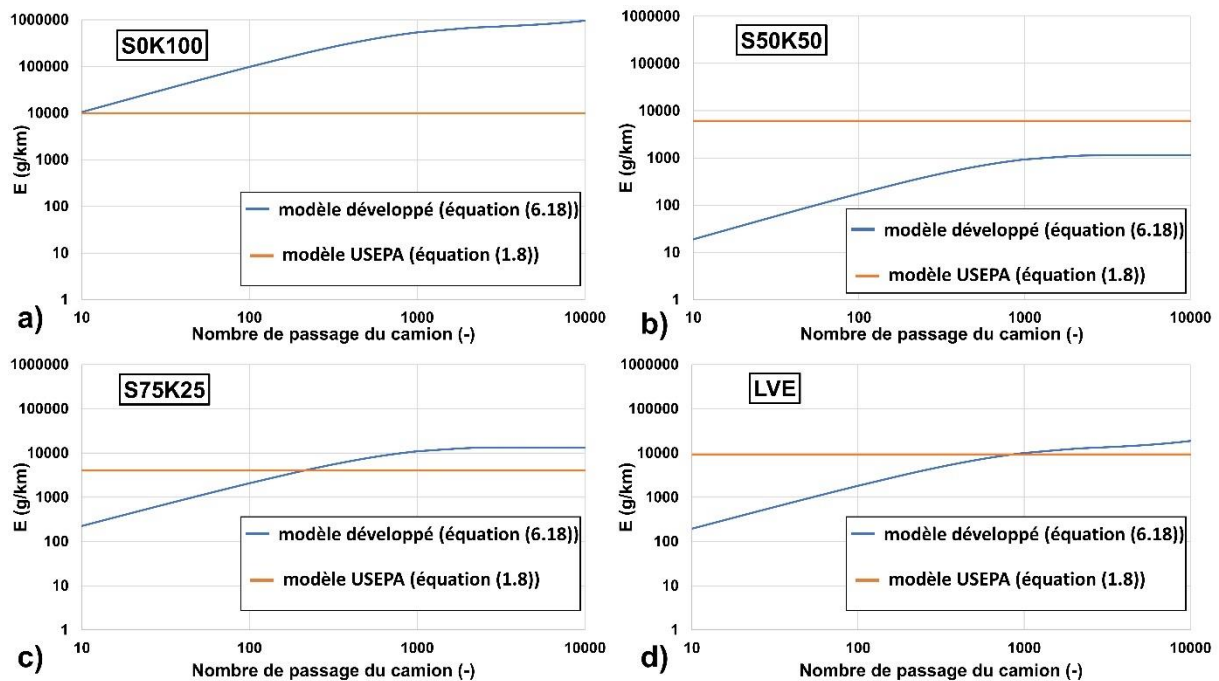 S0K100
E (g/km)
1000000
100000
10000
1000
100
10
1
modèle développé (équation (6.18))
modèle USEPA (équation (1.8))
10
100
1000
10000
a)
Nombre de passage du camion (-)
S50K50
E (g/km)
1000000
100000
10000
1000
100
10
1
modèle développé (équation (6.18))
modèle USEPA (équation (1.8))
10
100
1000
10000
b)
Nombre de passage du camion (-)
S75K25
E (g/km)
1000000
100000
10000
1000
100
10
1
modèle développé (équation (6.18))
modèle USEPA (équation (1.8))
10
100
1000
10000
c)
Nombre de passage du camion (-)
LVE
E (g/km)
1000000
100000
10000
1000
100
10
1
modèle développé (équation (6.18))
modèle USEPA (équation (1.8))
10
100
1000
10000
d)
Nombre de passage du camion (-)